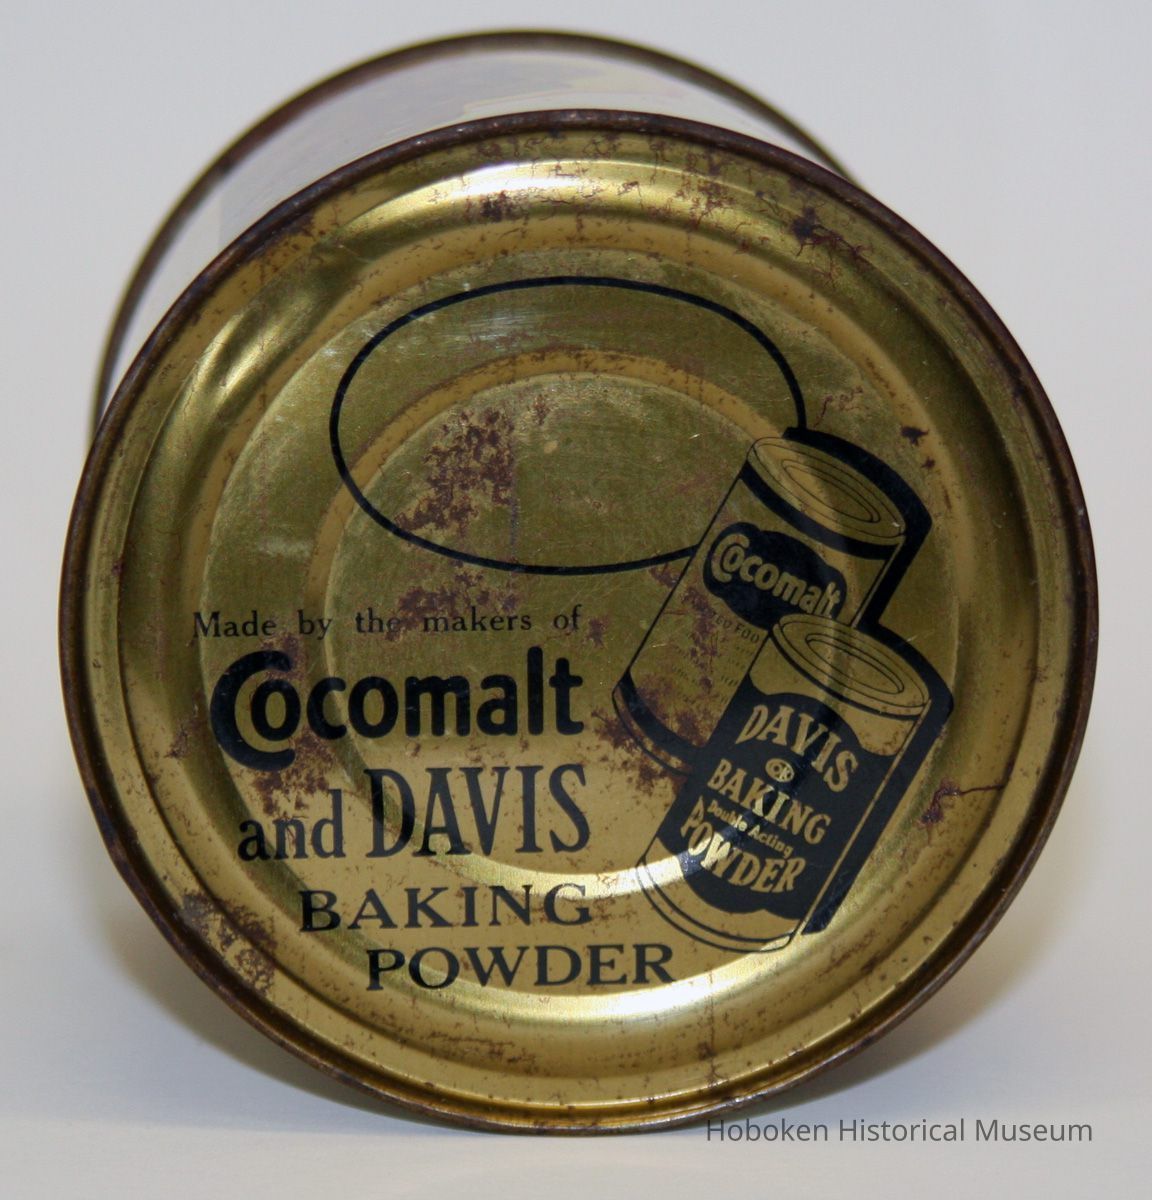 Made by the makers of
Cocomalt
and DAVIS
BAKING
POWDER
Cocomalt
DAVIS
BAKING
Double Acting
POWDER
Hoboken Historical Museum